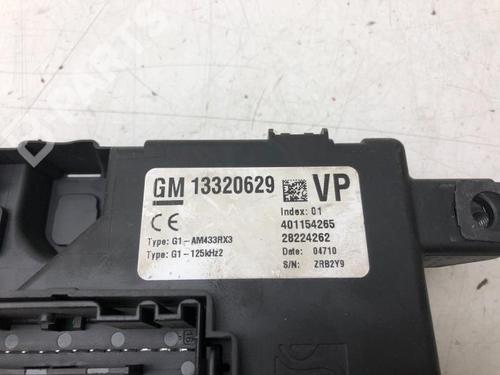 GM 13320629 VP
Index: 01
401154265
28224262
CE
Type: G1-AM433RX3
Date: 04710
Type: G1-125kHz2
S/N: ZRB2Y9